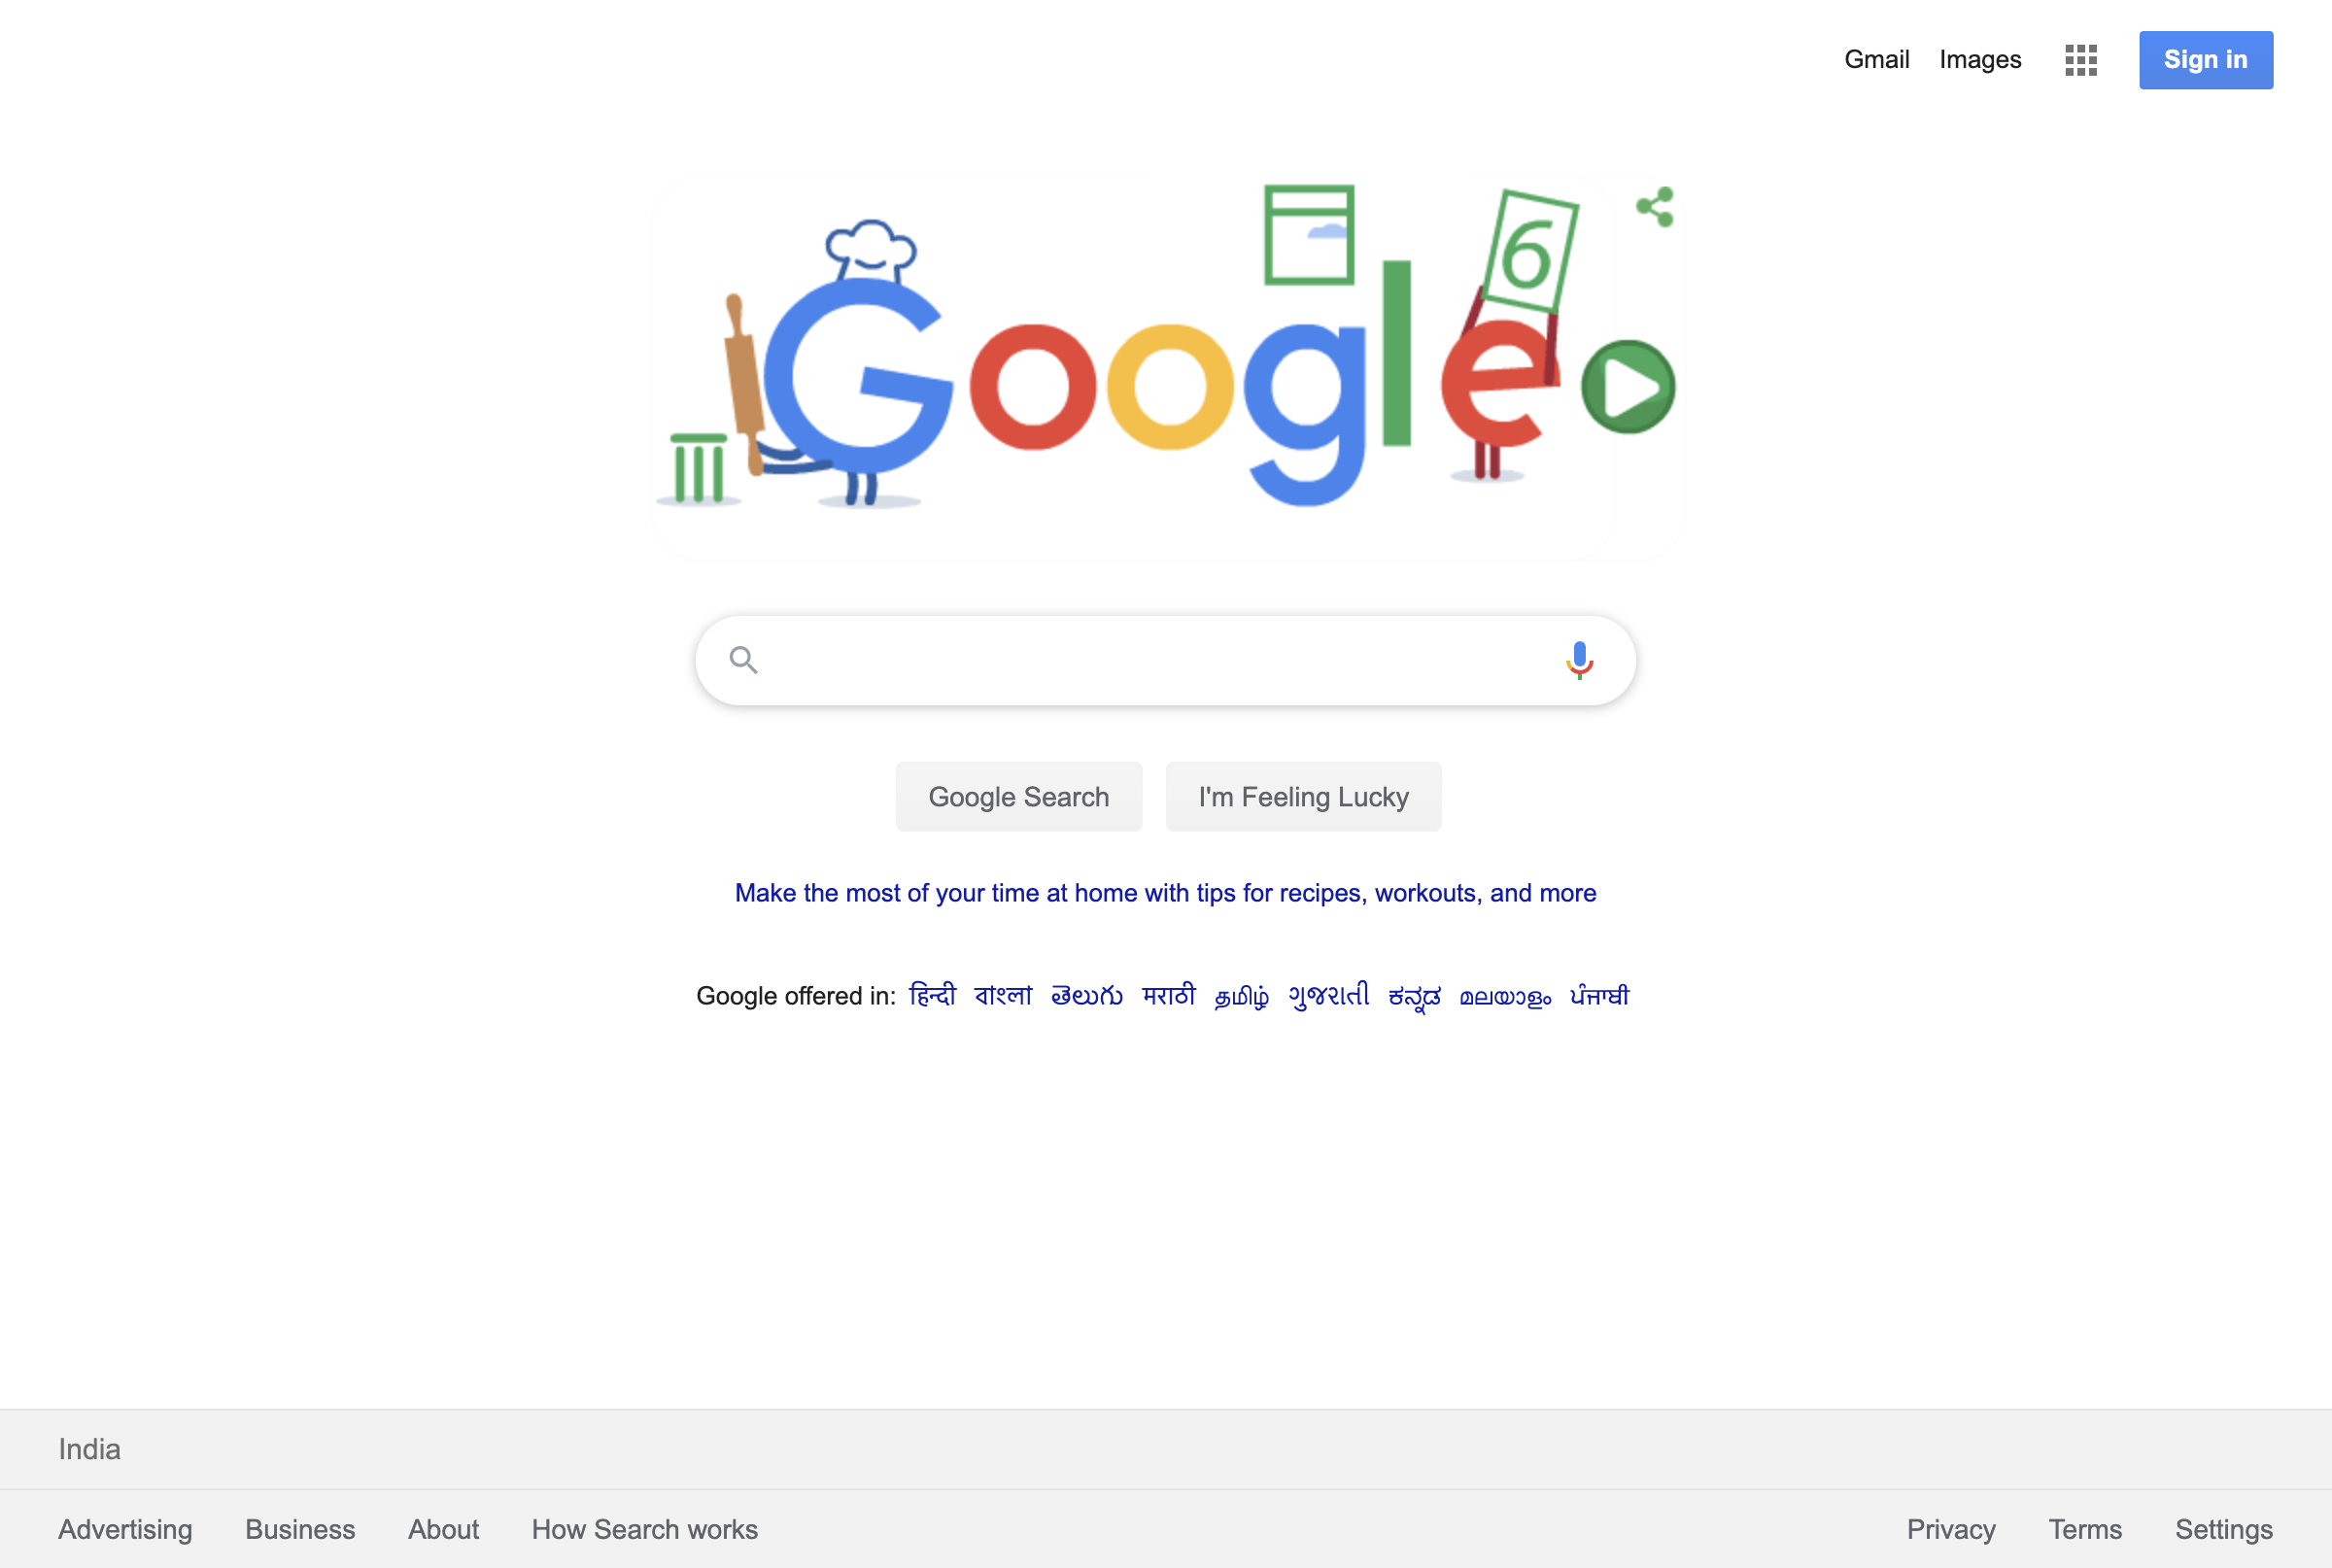 Gmail Images Sign in
6
Google
Google Search I'm Feeling Lucky
Make the most of your time at home with tips for recipes, workouts, and more
Google offered in: हिन्दी বাংলা తెలుగు मराठी தமிழ் ગુજરાતી ಕನ್ನಡ മലയാളം ਪੰਜਾਬੀ
India
Advertising Business About How Search works Privacy Terms Settings